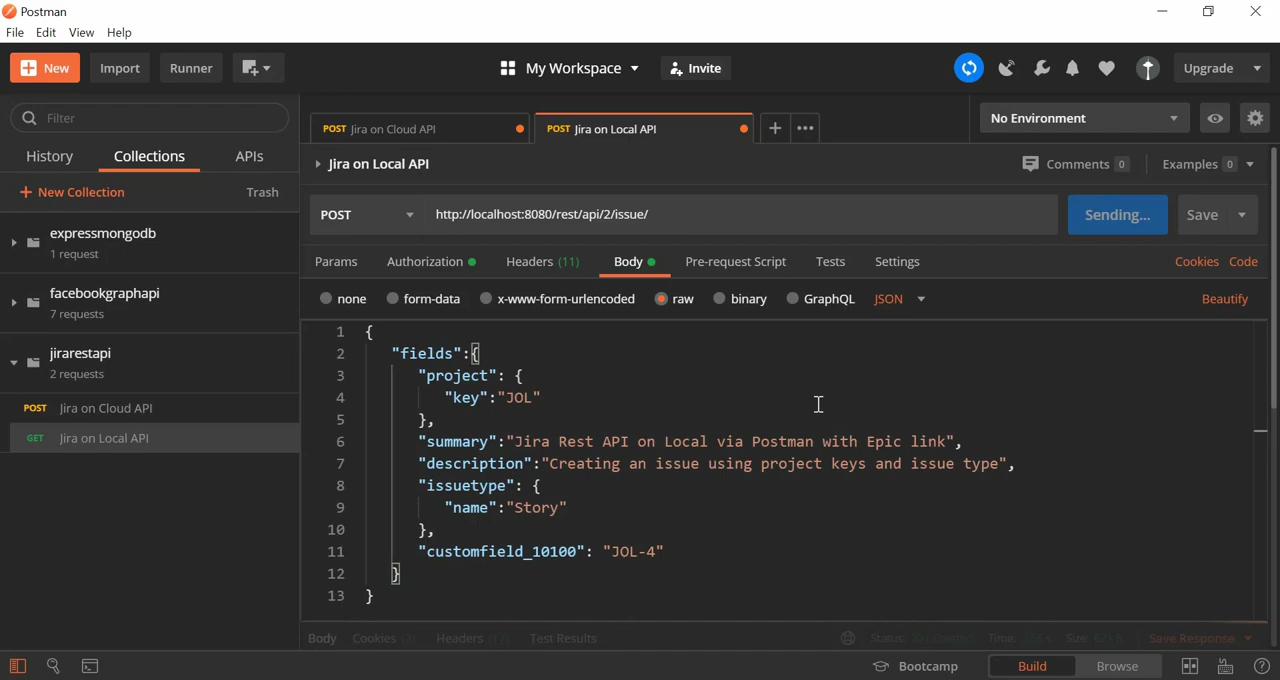 Postman
File Edit View Help
New Import Runner My Workspace Invite Upgrade
Filter
History Collections APIs
New Collection Trash
expressmongodb
1 request
facebookgraphapi
7 requests
jirarestapi
2 requests
POST Jira on Cloud API
GET Jira on Local API
POST Jira on Cloud API POST Jira on Local API No Environment
Jira on Local API Comments 0 Examples 0
POST http://localhost:8080/rest/api/2/issue/ Sending... Save
Params Authorization Headers (11) Body Pre-request Script Tests Settings Cookies Code
none form-data x-www-form-urlencoded raw binary GraphQL JSON Beautify
1 {
2 "fields":{
3 "project": {
4 "key":"JOL"
5 },
6 "summary":"Jira Rest API on Local via Postman with Epic link",
7 "description":"Creating an issue using project keys and issue type",
8 "issuetype": {
9 "name":"Story"
10 },
11 "customfield_10100": "JOL-4"
12 }
13 }
Body Cookies Headers Test Results Status: Time: Size: Save Response
Bootcamp Build Browse